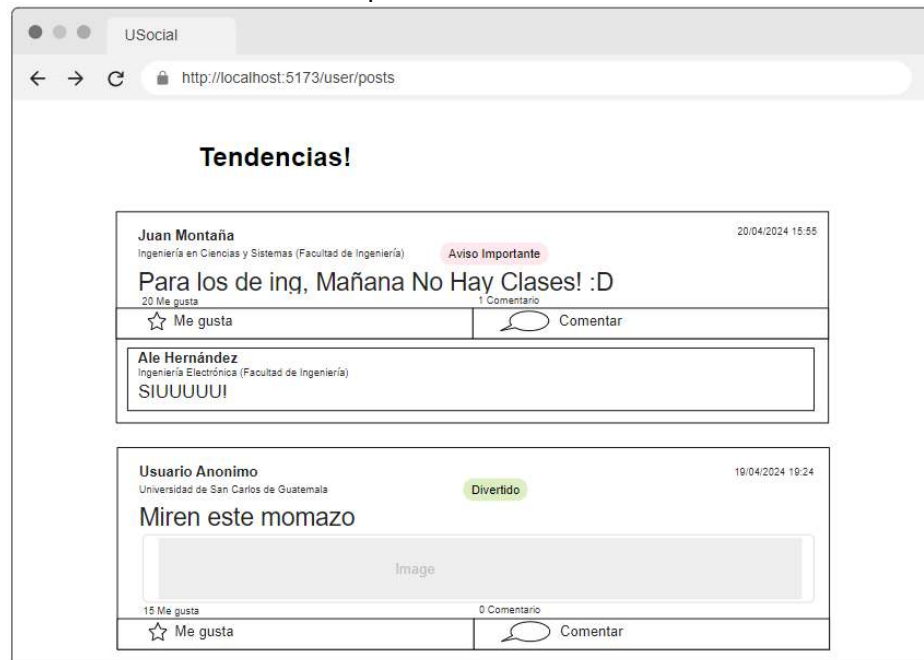 USocial
http://localhost:5173/user/posts
Tendencias!
Juan Montaña
20/04/2024 15:55
Ingeniería en Ciencias y Sistemas (Facultad de Ingeniería)
Aviso Importante
Para los de ing, Mañana No Hay Clases! :D
20 Me gusta
1 Comentario
Me gusta
Comentar
Ale Hernández
Ingeniería Electrónica (Facultad de Ingeniería)
SIUUUUU!
Usuario Anonimo
19/04/2024 19:24
Universidad de San Carlos de Guatemala
Divertido
Miren este momazo
Image
15 Me gusta
0 Comentario
Me gusta
Comentar